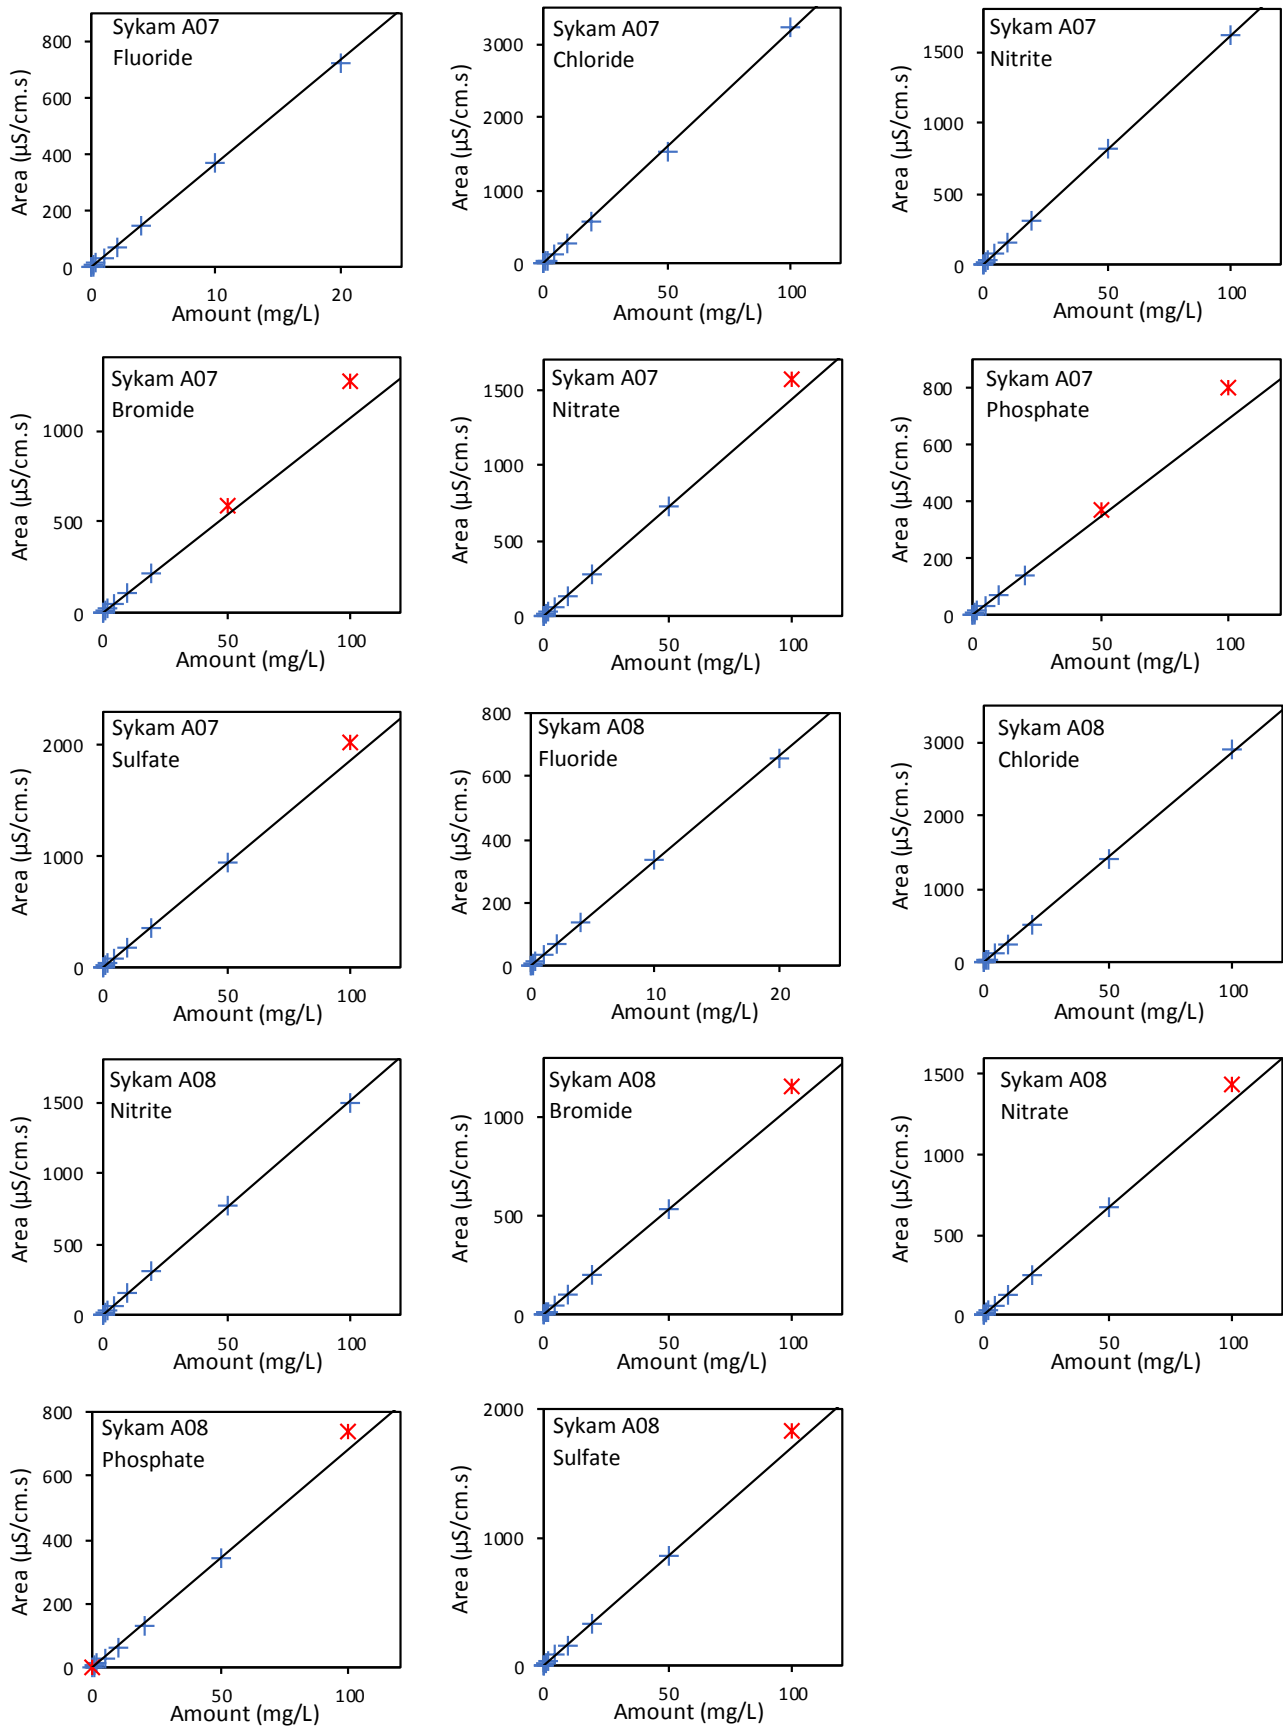 Sykam A07
Fluoride
Area (µS/cm.s)
800
600
400
200
0
0 10 20
Amount (mg/L)
Sykam A07
Chloride
Area (µS/cm.s)
3000
2000
1000
0
0 50 100
Amount (mg/L)
Sykam A07
Nitrite
Area (µS/cm.s)
1500
1000
500
0
0 50 100
Amount (mg/L)
Sykam A07
Bromide
Area (µS/cm.s)
1000
500
0
0 50 100
Amount (mg/L)
Sykam A07
Nitrate
Area (µS/cm.s)
1500
1000
500
0
0 50 100
Amount (mg/L)
Sykam A07
Phosphate
Area (µS/cm.s)
800
600
400
200
0
0 50 100
Amount (mg/L)
Sykam A07
Sulfate
Area (µS/cm.s)
2000
1000
0
0 50 100
Amount (mg/L)
Sykam A08
Fluoride
Area (µS/cm.s)
800
600
400
200
0
0 10 20
Amount (mg/L)
Sykam A08
Chloride
Area (µS/cm.s)
3000
2000
1000
0
0 50 100
Amount (mg/L)
Sykam A08
Nitrite
Area (µS/cm.s)
1500
1000
500
0
0 50 100
Amount (mg/L)
Sykam A08
Bromide
Area (µS/cm.s)
1000
500
0
0 50 100
Amount (mg/L)
Sykam A08
Nitrate
Area (µS/cm.s)
1500
1000
500
0
0 50 100
Amount (mg/L)
Sykam A08
Phosphate
Area (µS/cm.s)
800
600
400
200
0
0 50 100
Amount (mg/L)
Sykam A08
Sulfate
Area (µS/cm.s)
2000
1000
0
0 50 100
Amount (mg/L)